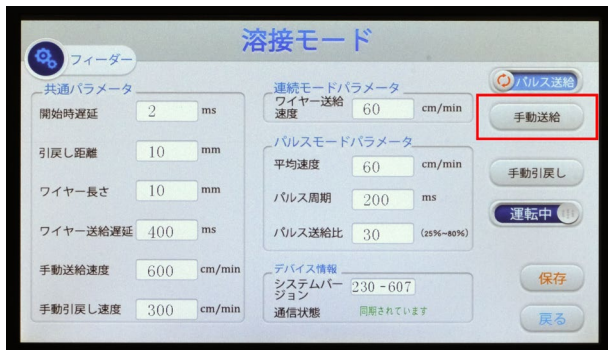 溶接モード
フィーダー
共通パラメータ
開始時遅延 2 ms
引戻し距離 10 mm
ワイヤー長さ 10 mm
ワイヤー送給遅延 400 ms
手動送給速度 600 cm/min
手動引戻し速度 300 cm/min
連続モードパラメータ
ワイヤー送給
速度 60 cm/min
パルスモードパラメータ
平均速度 60 cm/min
パルス周期 200 ms
パルス送給比 30 (25%~80%)
デバイス情報
システムバー
ジョン 230-607
通信状態 同期されています
パルス送給
手動送給
手動引戻し
運転中
保存
戻る